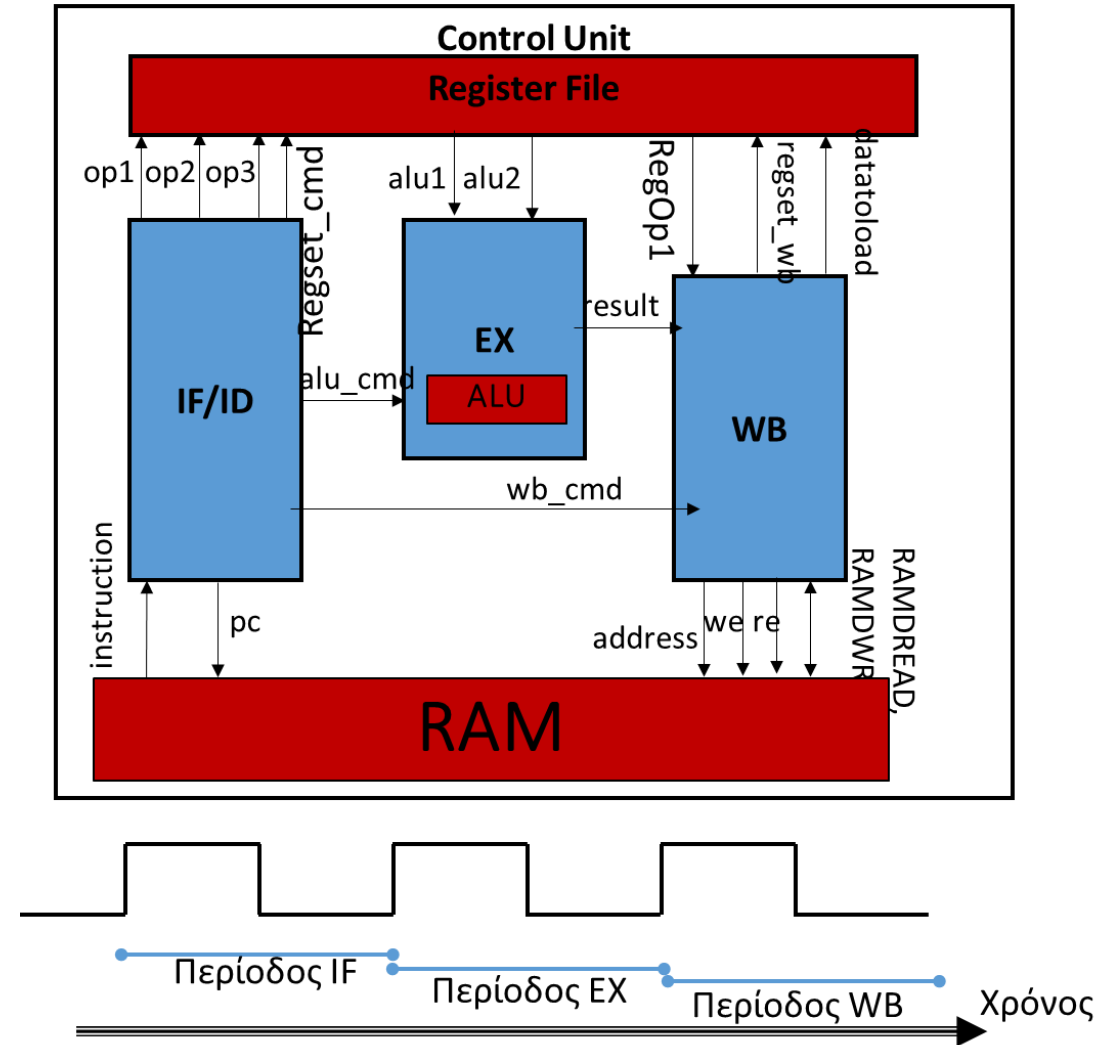 Control Unit
Register File
op1 op2 op3
Regset_cmd
alu1 alu2
RegOp1
regset_wb
datatoload
result
EX
ALU
alu_cmd
IF/ID
WB
wb_cmd
instruction
pc
address
we re
RAMDREAD,
RAM
Περίοδος IF
Περίοδος EX
Περίοδος WB
Χρόνος